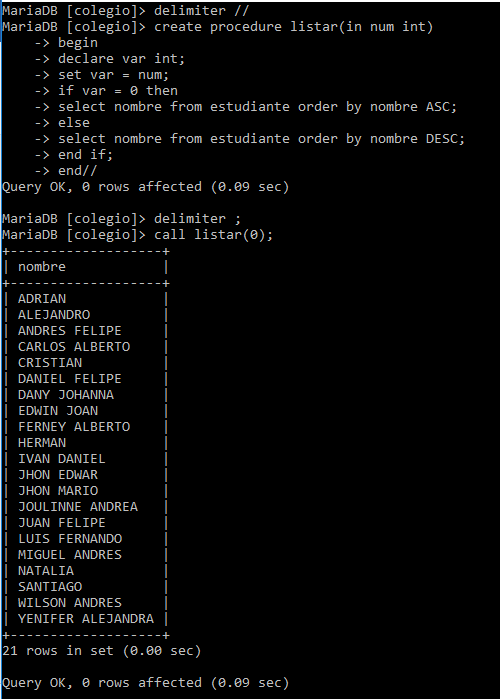 MariaDB [colegio]> delimiter //
MariaDB [colegio]> create procedure listar(in num int)
    -> begin
    -> declare var int;
    -> set var = num;
    -> if var = 0 then
    -> select nombre from estudiante order by nombre ASC;
    -> else
    -> select nombre from estudiante order by nombre DESC;
    -> end if;
    -> end//
Query OK, 0 rows affected (0.09 sec)

MariaDB [colegio]> delimiter ;
MariaDB [colegio]> call listar(0);
+-------------------+
| nombre            |
+-------------------+
| ADRIAN            |
| ALEJANDRO         |
| ANDRES FELIPE     |
| CARLOS ALBERTO    |
| CRISTIAN          |
| DANIEL FELIPE     |
| DANY JOHANNA      |
| EDWIN JOAN        |
| FERNEY ALBERTO    |
| HERMAN            |
| IVAN DANIEL       |
| JHON EDWAR        |
| JHON MARIO        |
| JOULINNE ANDREA   |
| JUAN FELIPE       |
| LUIS FERNANDO     |
| MIGUEL ANDRES     |
| NATALIA           |
| SANTIAGO          |
| WILSON ANDRES     |
| YENIFER ALEJANDRA |
+-------------------+
21 rows in set (0.00 sec)

Query OK, 0 rows affected (0.09 sec)